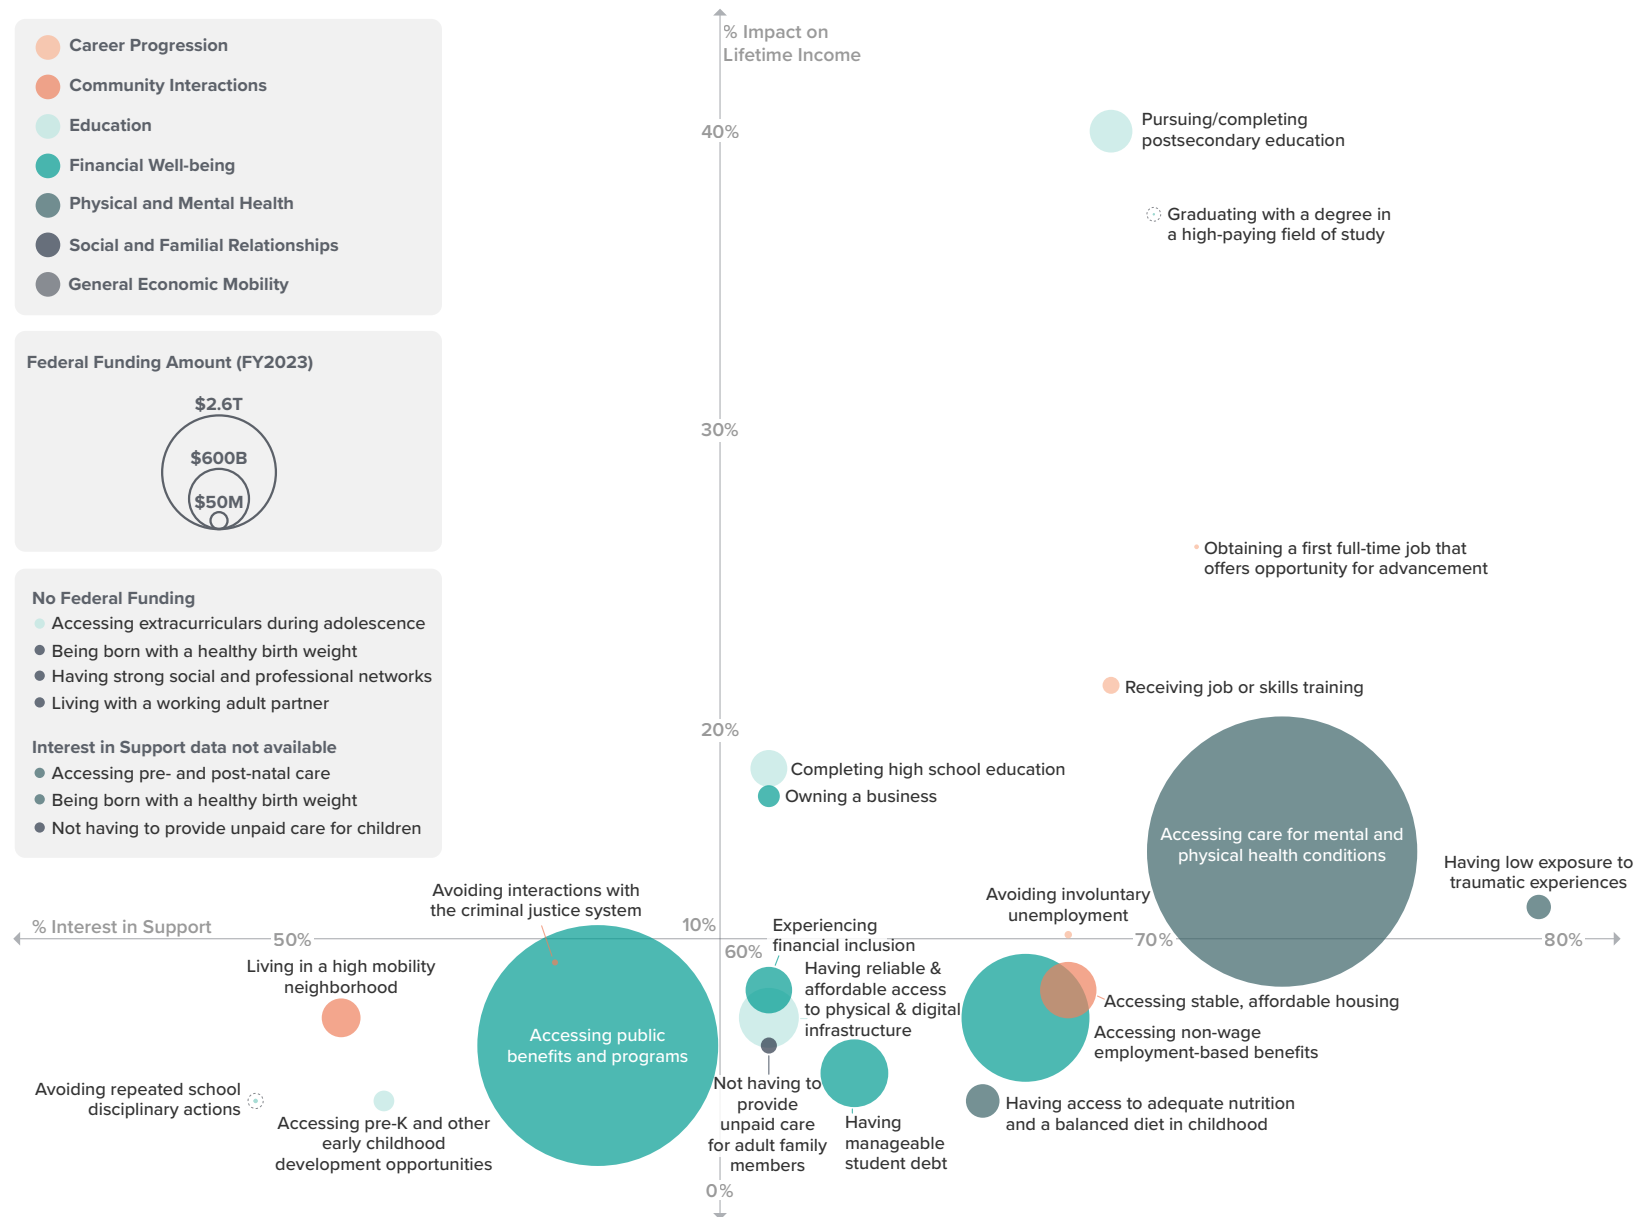 Career Progression
Community Interactions
Education
Financial Well-being
Physical and Mental Health
Social and Familial Relationships
General Economic Mobility
Federal Funding Amount (FY2023)
$2.6T
$600B
$50M
No Federal Funding
Accessing extracurriculars during adolescence
Being born with a healthy birth weight
Having strong social and professional networks
Living with a working adult partner
Interest in Support data not available
Accessing pre- and post-natal care
Being born with a healthy birth weight
Not having to provide unpaid care for children
% Impact on
Lifetime Income
40%
30%
20%
10%
0%
% Interest in Support
50%
60%
70%
80%
Pursuing/completing
postsecondary education
Graduating with a degree in
a high-paying field of study
Obtaining a first full-time job that
offers opportunity for advancement
Receiving job or skills training
Completing high school education
Owning a business
Accessing care for mental and
physical health conditions
Having low exposure to
traumatic experiences
Avoiding involuntary
unemployment
Avoiding interactions with
the criminal justice system
Experiencing
financial inclusion
Living in a high mobility
neighborhood
Having reliable &
affordable access
to physical & digital
infrastructure
Accessing stable, affordable housing
Accessing non-wage
employment-based benefits
Accessing public
benefits and programs
Avoiding repeated school
disciplinary actions
Accessing pre-K and other
early childhood
development opportunities
Not having to
provide
unpaid care
for adult family
members
Having
manageable
student debt
Having access to adequate nutrition
and a balanced diet in childhood